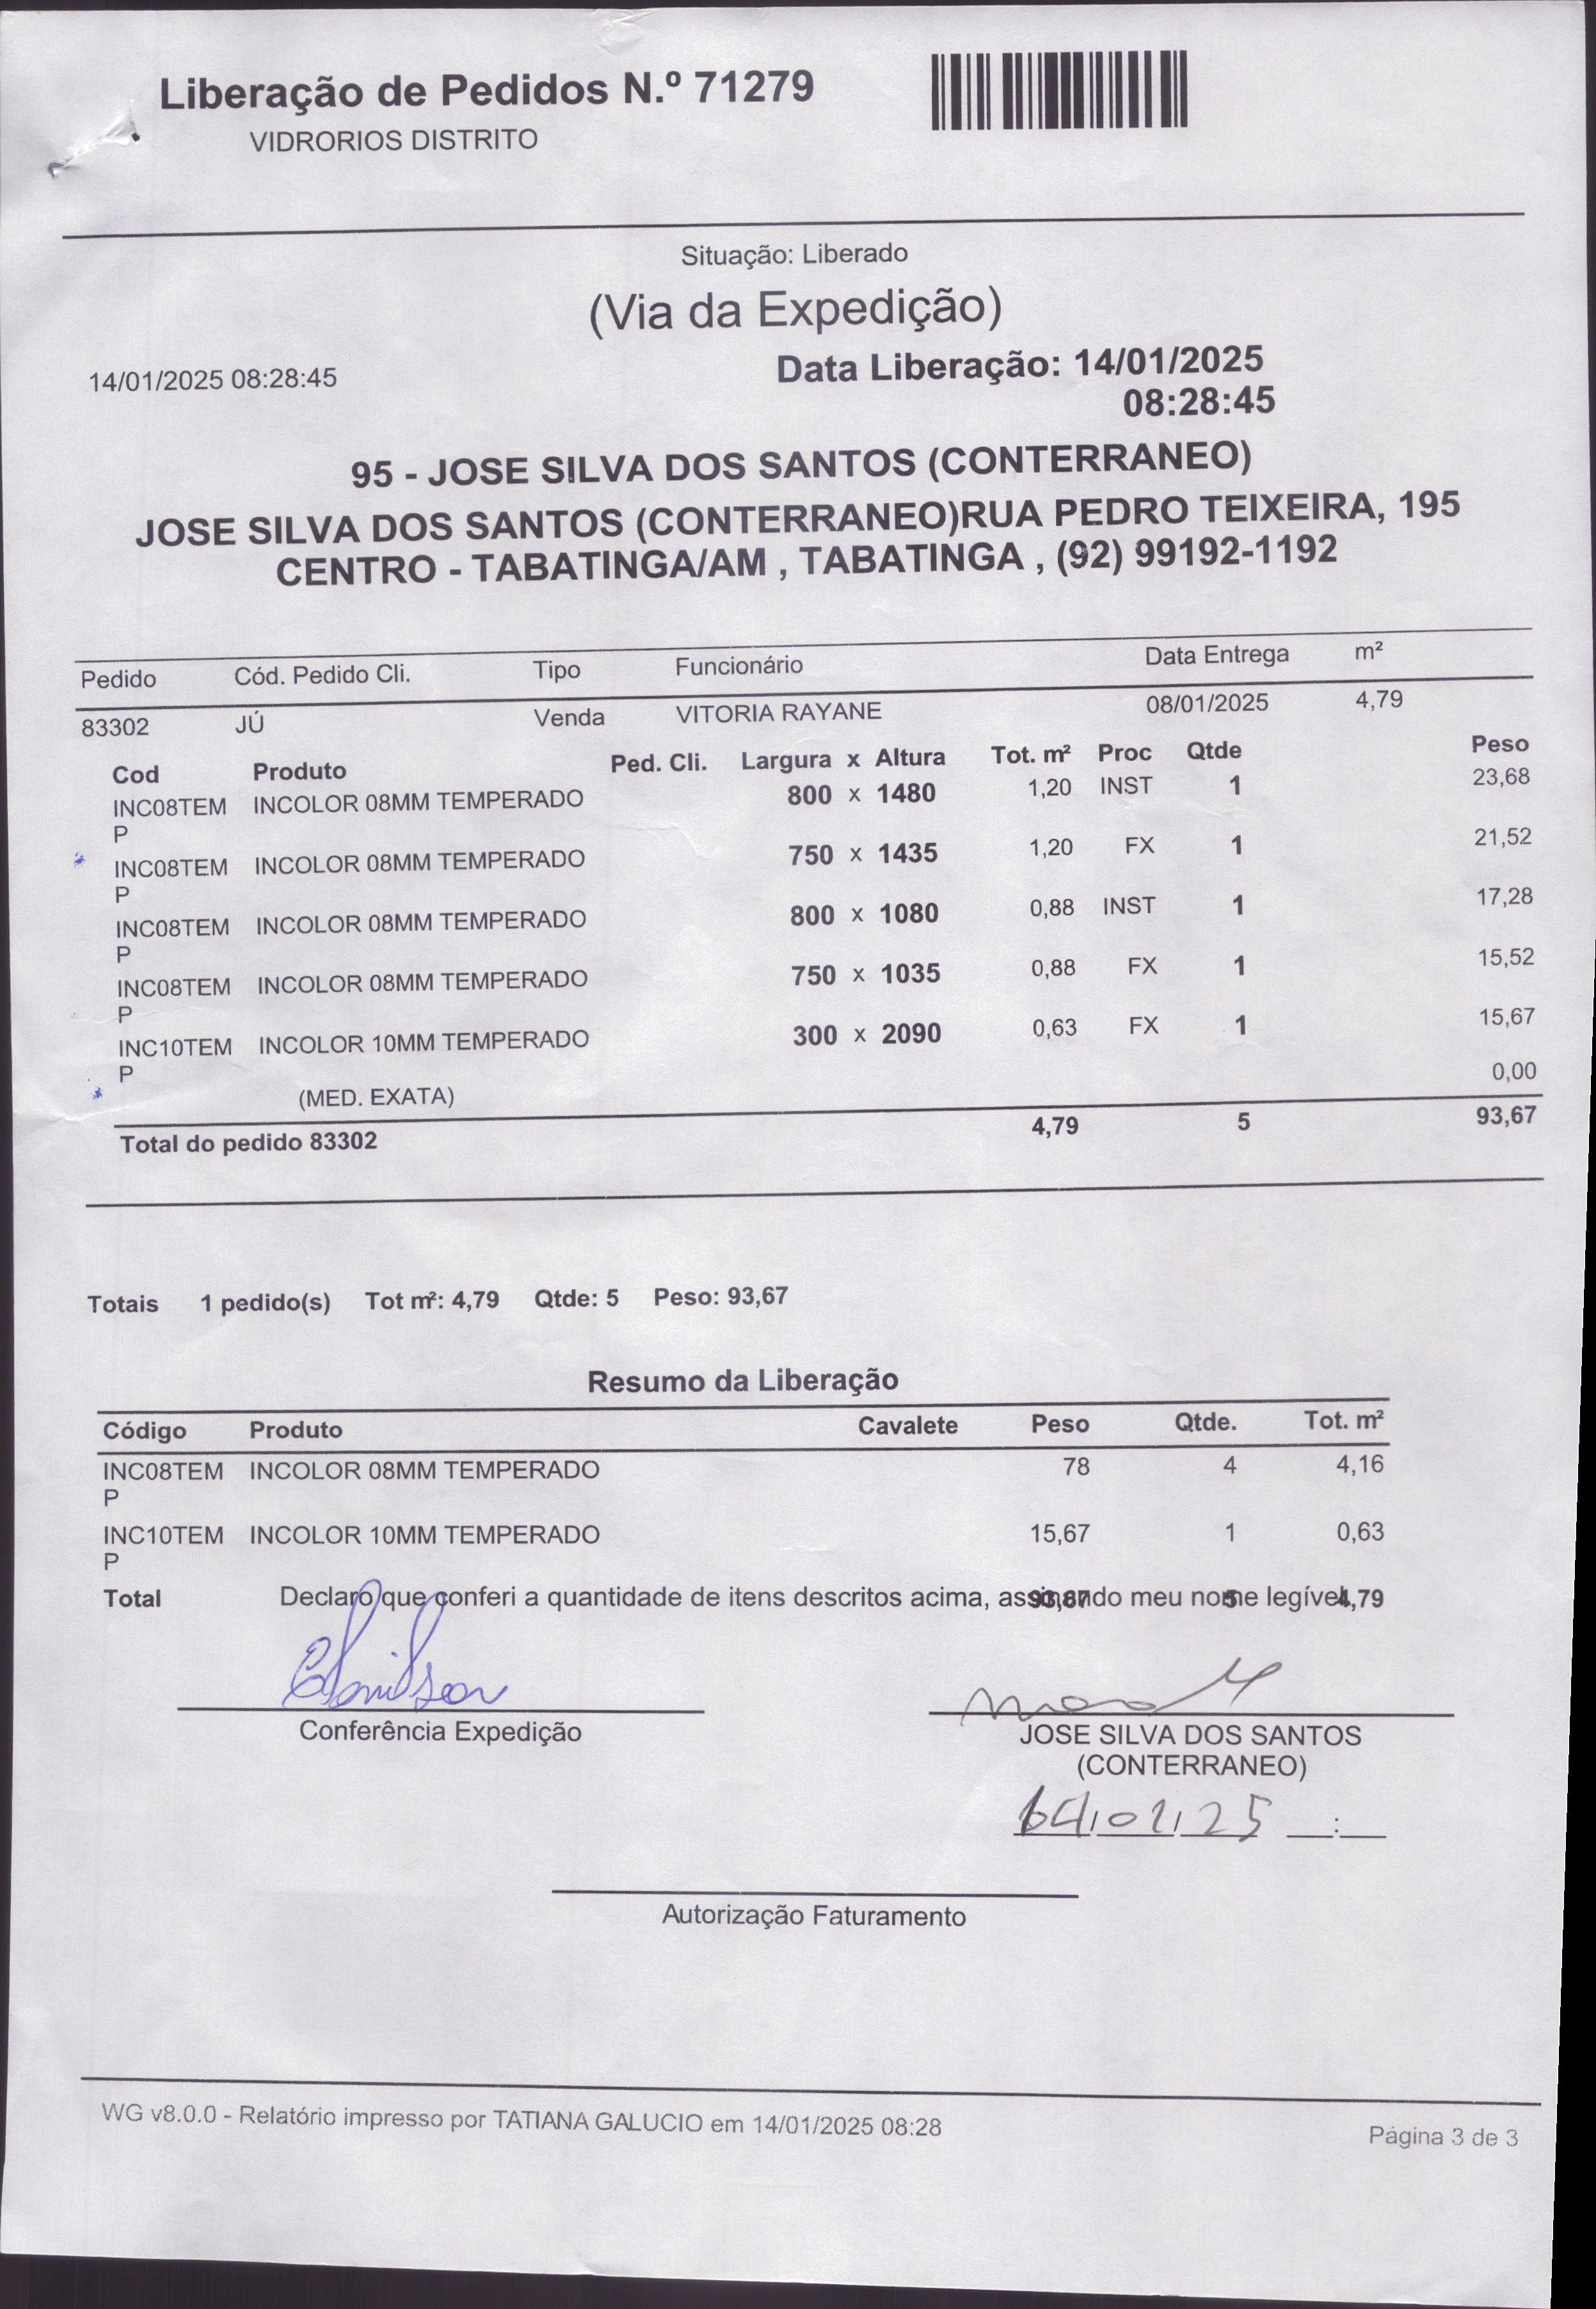 Liberação de Pedidos N.º 71279
VIDRORIOS DISTRITO
Situação: Liberado
(Via da Expedição)
14/01/2025 08:28:45
Data Liberação: 14/01/2025
08:28:45
95 - JOSE SILVA DOS SANTOS (CONTERRANEO)
JOSE SILVA DOS SANTOS (CONTERRANEO)RUA PEDRO TEIXEIRA, 195
CENTRO - TABATINGA/AM , TABATINGA , (92) 99192-1192
Pedido Cód. Pedido Cli. Tipo Funcionário Data Entrega m²
83302 JÚ Venda VITORIA RAYANE 08/01/2025 4,79
Cod Produto Ped. Cli. Largura x Altura Tot. m² Proc Qtde Peso
INC08TEM INCOLOR 08MM TEMPERADO 800 x 1480 1,20 INST 1 23,68
P
INC08TEM INCOLOR 08MM TEMPERADO 750 x 1435 1,20 FX 1 21,52
P
INC08TEM INCOLOR 08MM TEMPERADO 800 x 1080 0,88 INST 1 17,28
P
INC08TEM INCOLOR 08MM TEMPERADO 750 x 1035 0,88 FX 1 15,52
P
INC10TEM INCOLOR 10MM TEMPERADO 300 x 2090 0,63 FX 1 15,67
P
(MED. EXATA) 0,00
Total do pedido 83302 4,79 5 93,67
Totais 1 pedido(s) Tot m²: 4,79 Qtde: 5 Peso: 93,67
Resumo da Liberação
Código Produto Cavalete Peso Qtde. Tot. m²
INC08TEM INCOLOR 08MM TEMPERADO 78 4 4,16
P
INC10TEM INCOLOR 10MM TEMPERADO 15,67 1 0,63
P
Total Declaro que conferi a quantidade de itens descritos acima, assinando meu nome legível. 93,67 5 4,79
Conferência Expedição
JOSE SILVA DOS SANTOS
(CONTERRANEO)
Autorização Faturamento
WG v8.0.0 - Relatório impresso por TATIANA GALUCIO em 14/01/2025 08:28
Página 3 de 3